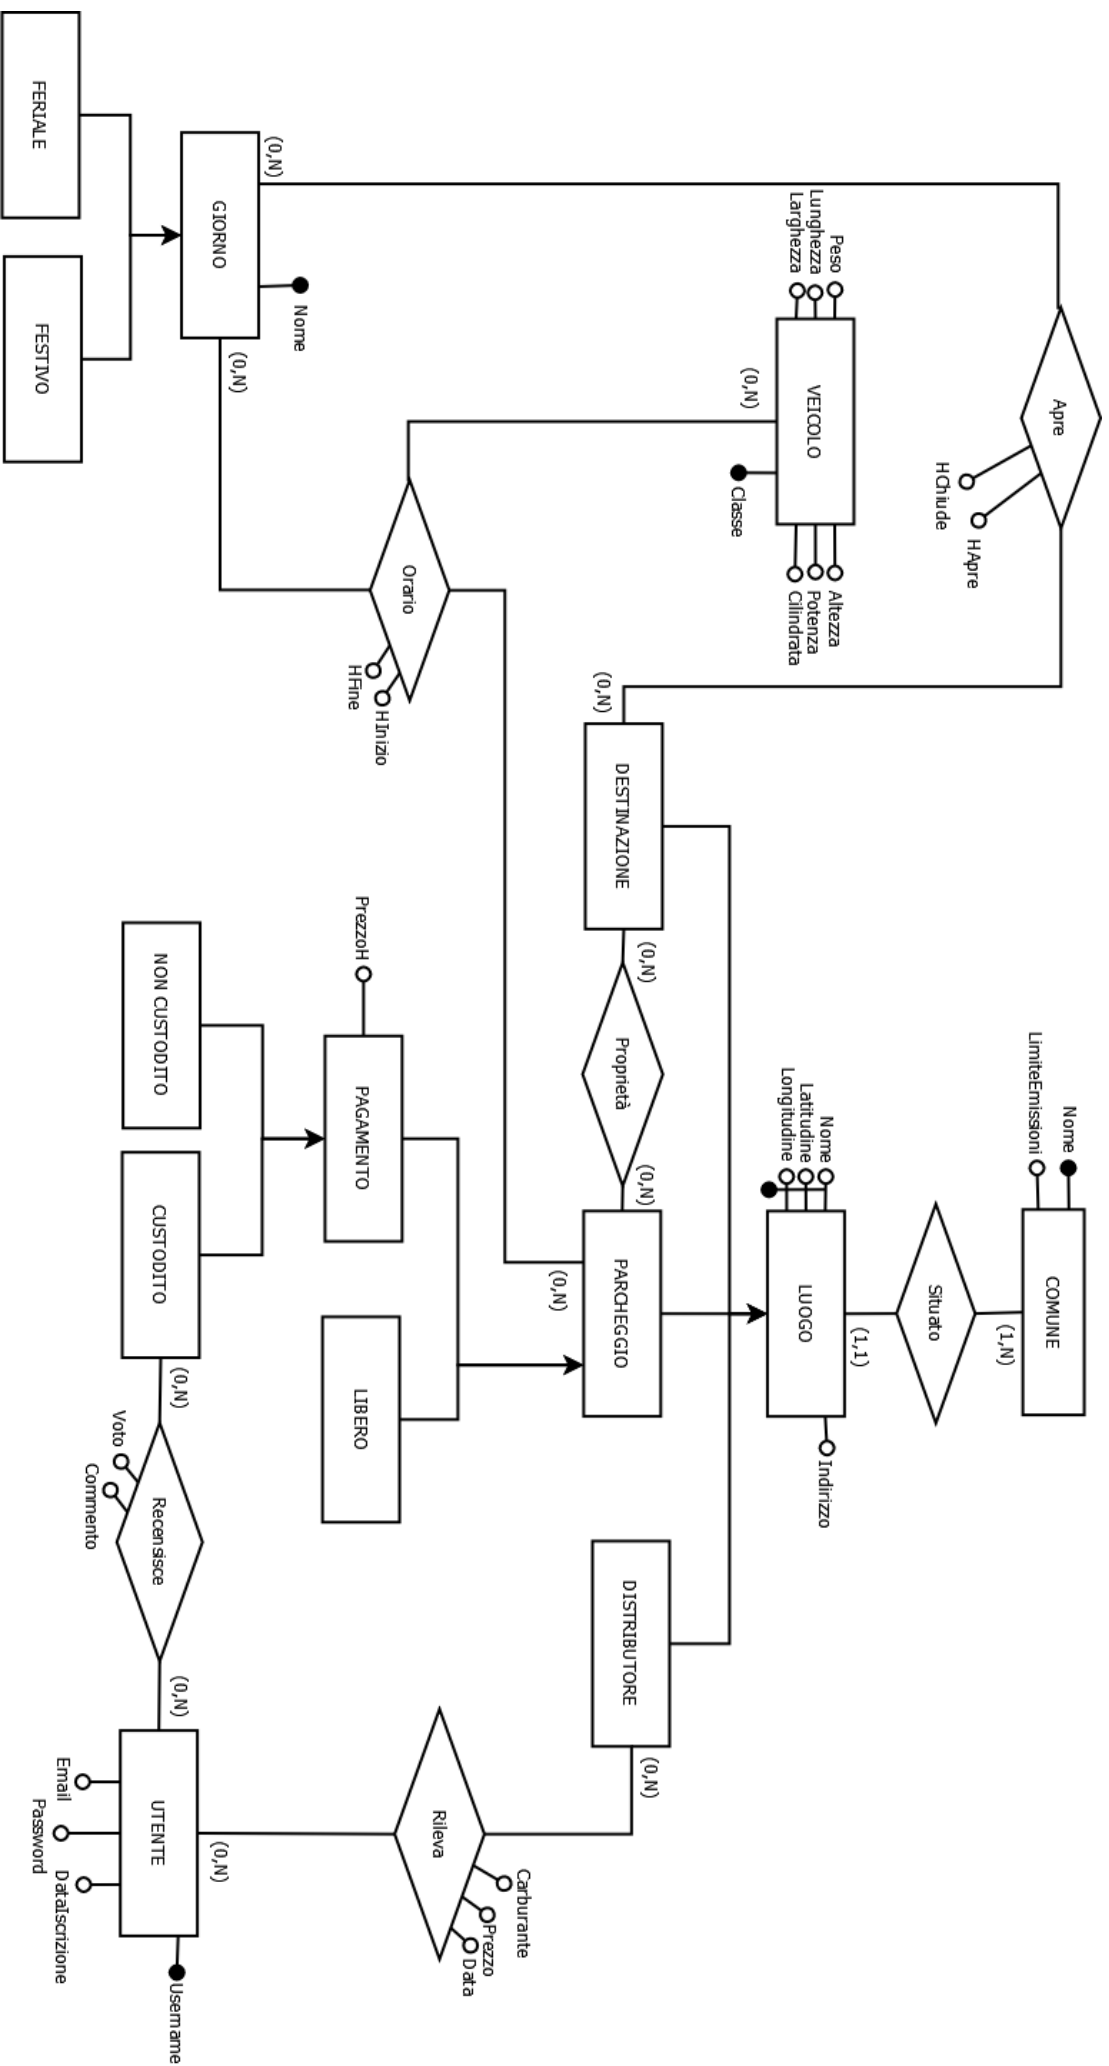 Nome
LimiteEmissioni
COMUNE
(1,N)
Situato
(1,1)
Nome
Latitudine
Longitudine
LUOGO
Indirizzo
Apre
HApre
HChiude
Peso
Lunghezza
Larghezza
VEICOLO
Altezza
Potenza
Cilindrata
(0,N)
Classe
(0,N)
DESTINAZIONE
(0,N)
Proprietà
(0,N)
PARCHEGGIO
(0,N)
DISTRIBUTORE
(0,N)
Orario
HInizio
HFine
PrezzoH
PAGAMENTO
LIBERO
Rileva
Carburante
Prezzo
Data
(0,N)
Nome
GIORNO
(0,N)
NON CUSTODITO
CUSTODITO
(0,N)
Recensisce
Voto
Commento
(0,N)
UTENTE
(0,N)
Username
Email
Password
DataIscrizione
FERIALE
FESTIVO